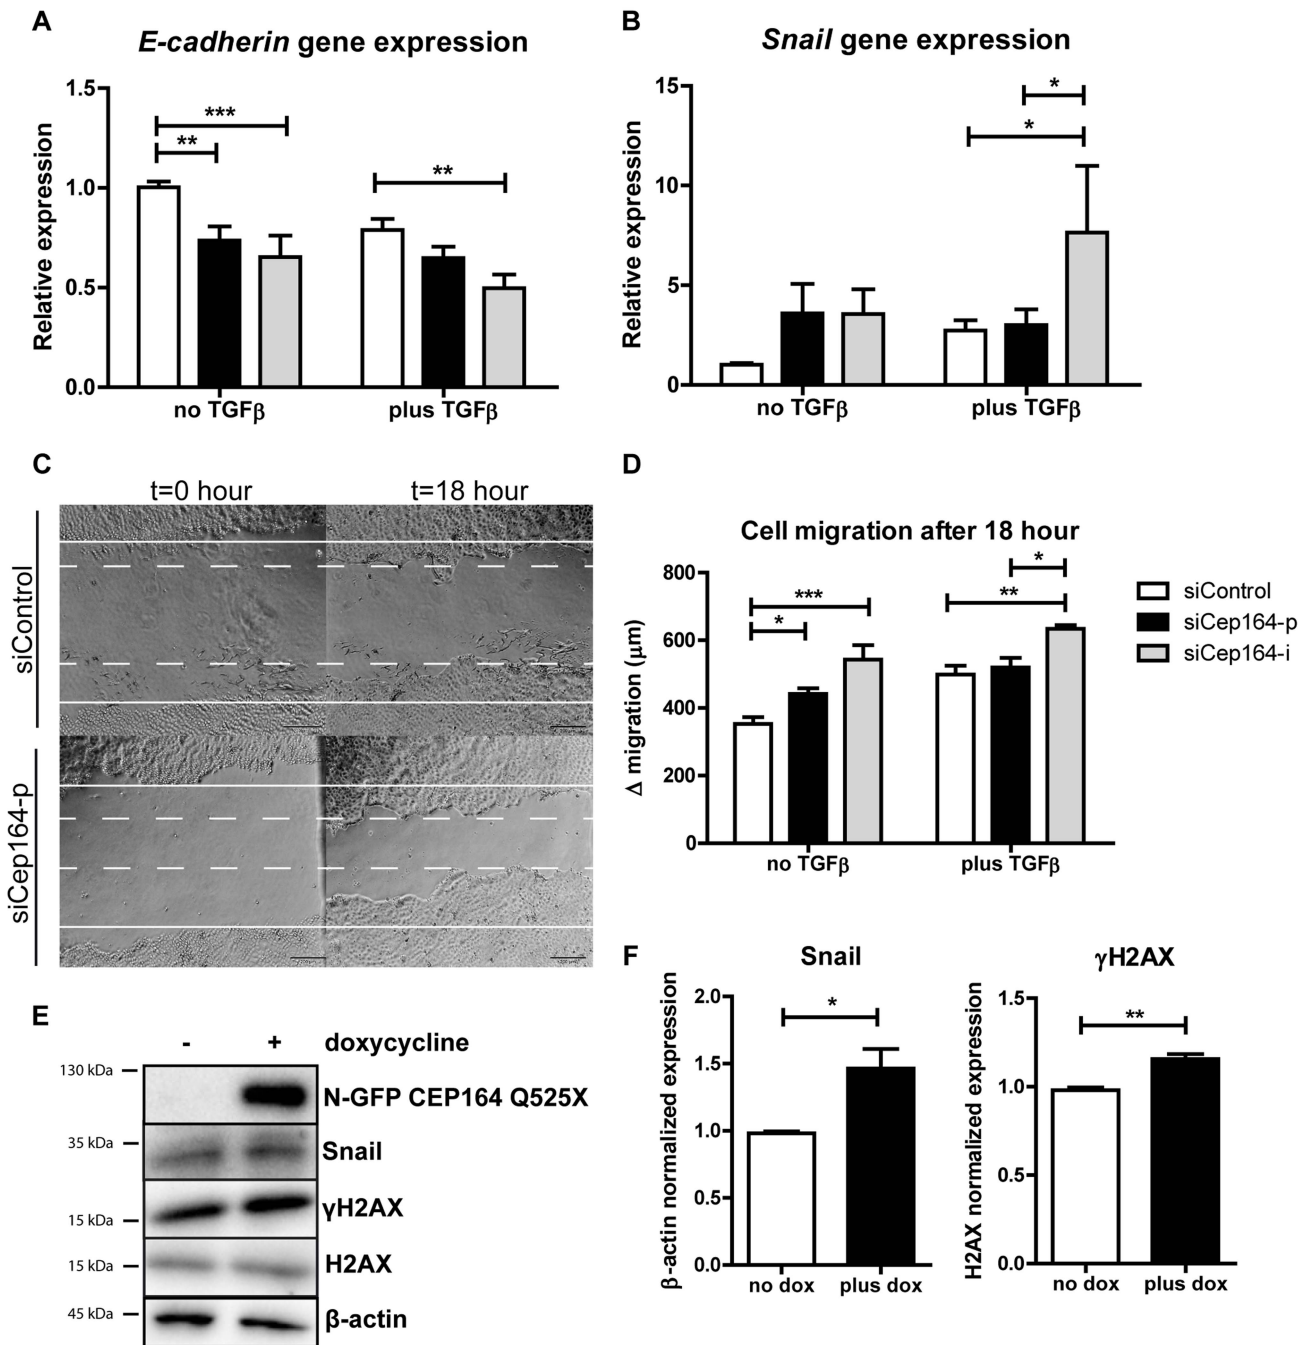 A
E-cadherin gene expression
Relative expression
1.5
1.0
0.5
0.0
***
**
**
no TGFβ
plus TGFβ
B
Snail gene expression
Relative expression
15
10
5
0
*
*
no TGFβ
plus TGFβ
C
t=0 hour
t=18 hour
siControl
siCep164-p
D
Cell migration after 18 hour
Δ migration (μm)
800
600
400
200
0
***
*
*
**
no TGFβ
plus TGFβ
siControl
siCep164-p
siCep164-i
E
- + doxycycline
130 kDa
N-GFP CEP164 Q525X
35 kDa
Snail
γH2AX
15 kDa
H2AX
15 kDa
45 kDa
β-actin
F
Snail
β-actin normalized expression
2.0
1.5
1.0
0.5
0.0
*
no dox
plus dox
γH2AX
H2AX normalized expression
1.5
1.0
0.5
0.0
**
no dox
plus dox